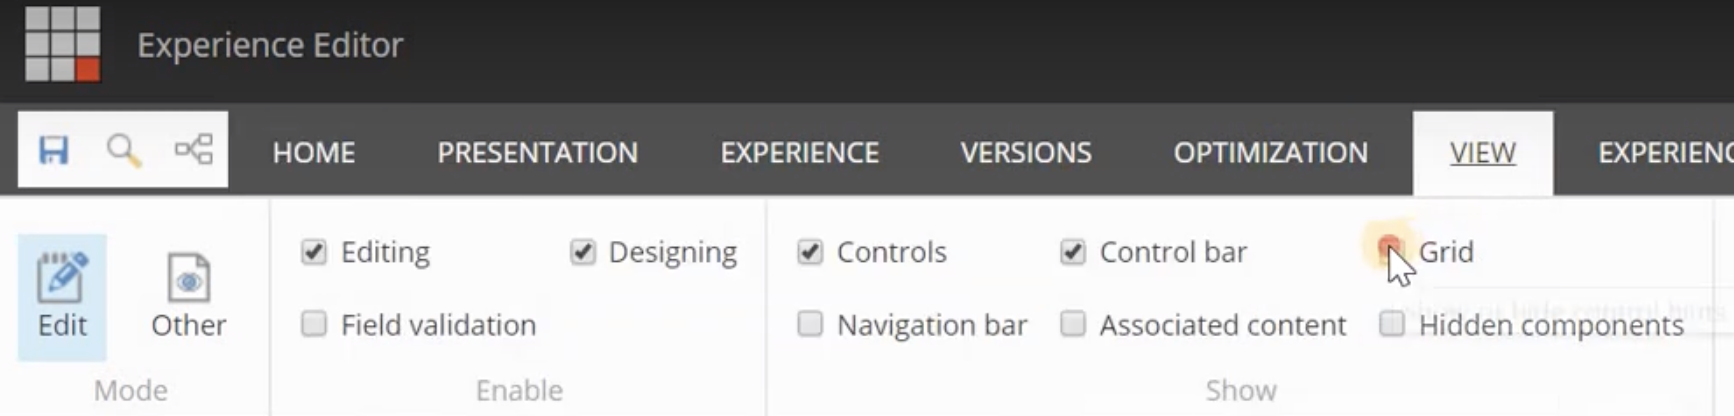 Experience Editor
HOME PRESENTATION EXPERIENCE VERSIONS OPTIMIZATION VIEW
Editing Designing Controls Control bar Grid
Edit Other Field validation Navigation bar Associated content Hidden components
Mode Enable Show